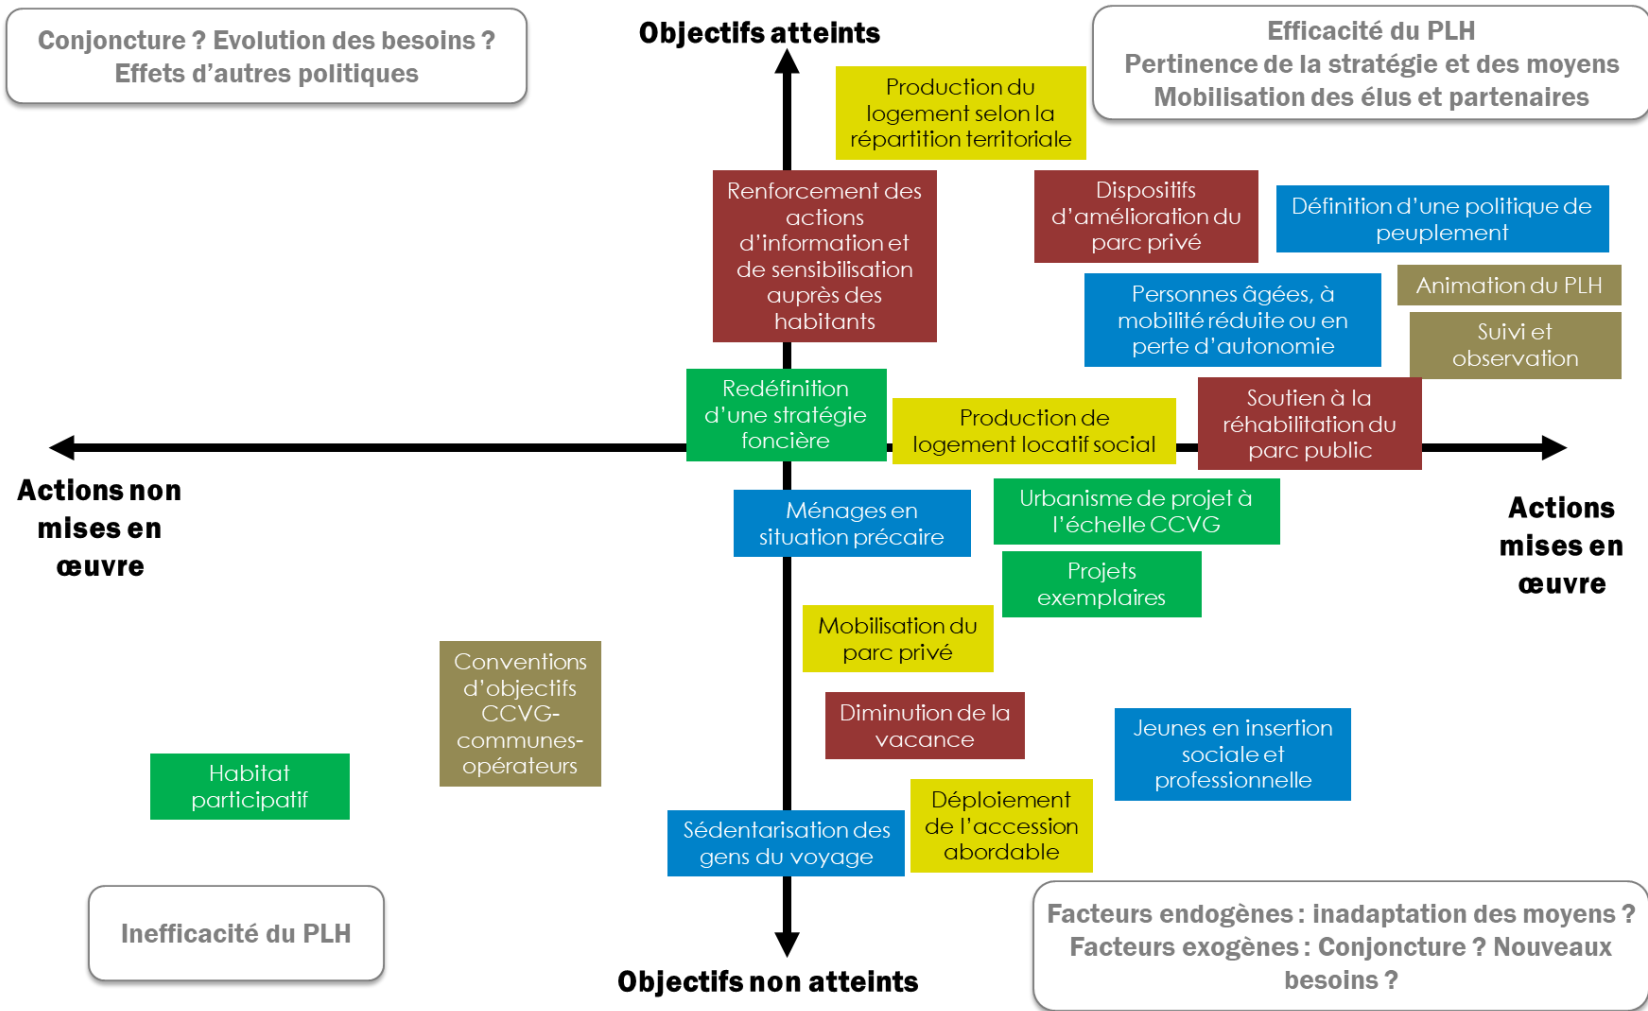 Conjoncture ? Evolution des besoins ?
Effets d'autres politiques
Objectifs atteints
Efficacité du PLH
Pertinence de la stratégie et des moyens
Mobilisation des élus et partenaires
Production du
logement selon la
répartition territoriale
Renforcement des
actions
d'information et
de sensibilisation
auprès des
habitants
Dispositifs
d'amélioration du
parc privé
Définition d'une politique de
peuplement
Personnes âgées, à
mobilité réduite ou en
perte d'autonomie
Animation du PLH
Suivi et
observation
Redéfinition
d'une stratégie
foncière
Production de
logement locatif social
Soutien à la
réhabilitation du
parc public
Actions non
mises en
œuvre
Ménages en
situation précaire
Urbanisme de projet à
l'échelle CCVG
Actions
mises en
œuvre
Projets
exemplaires
Mobilisation du
parc privé
Conventions
d'objectifs
CCVG-
communes-
opérateurs
Diminution de la
vacance
Jeunes en insertion
sociale et
professionnelle
Habitat
participatif
Déploiement
de l'accession
abordable
Sédentarisation des
gens du voyage
Inefficacité du PLH
Facteurs endogènes : inadaptation des moyens ?
Facteurs exogènes : Conjoncture ? Nouveaux
besoins ?
Objectifs non atteints